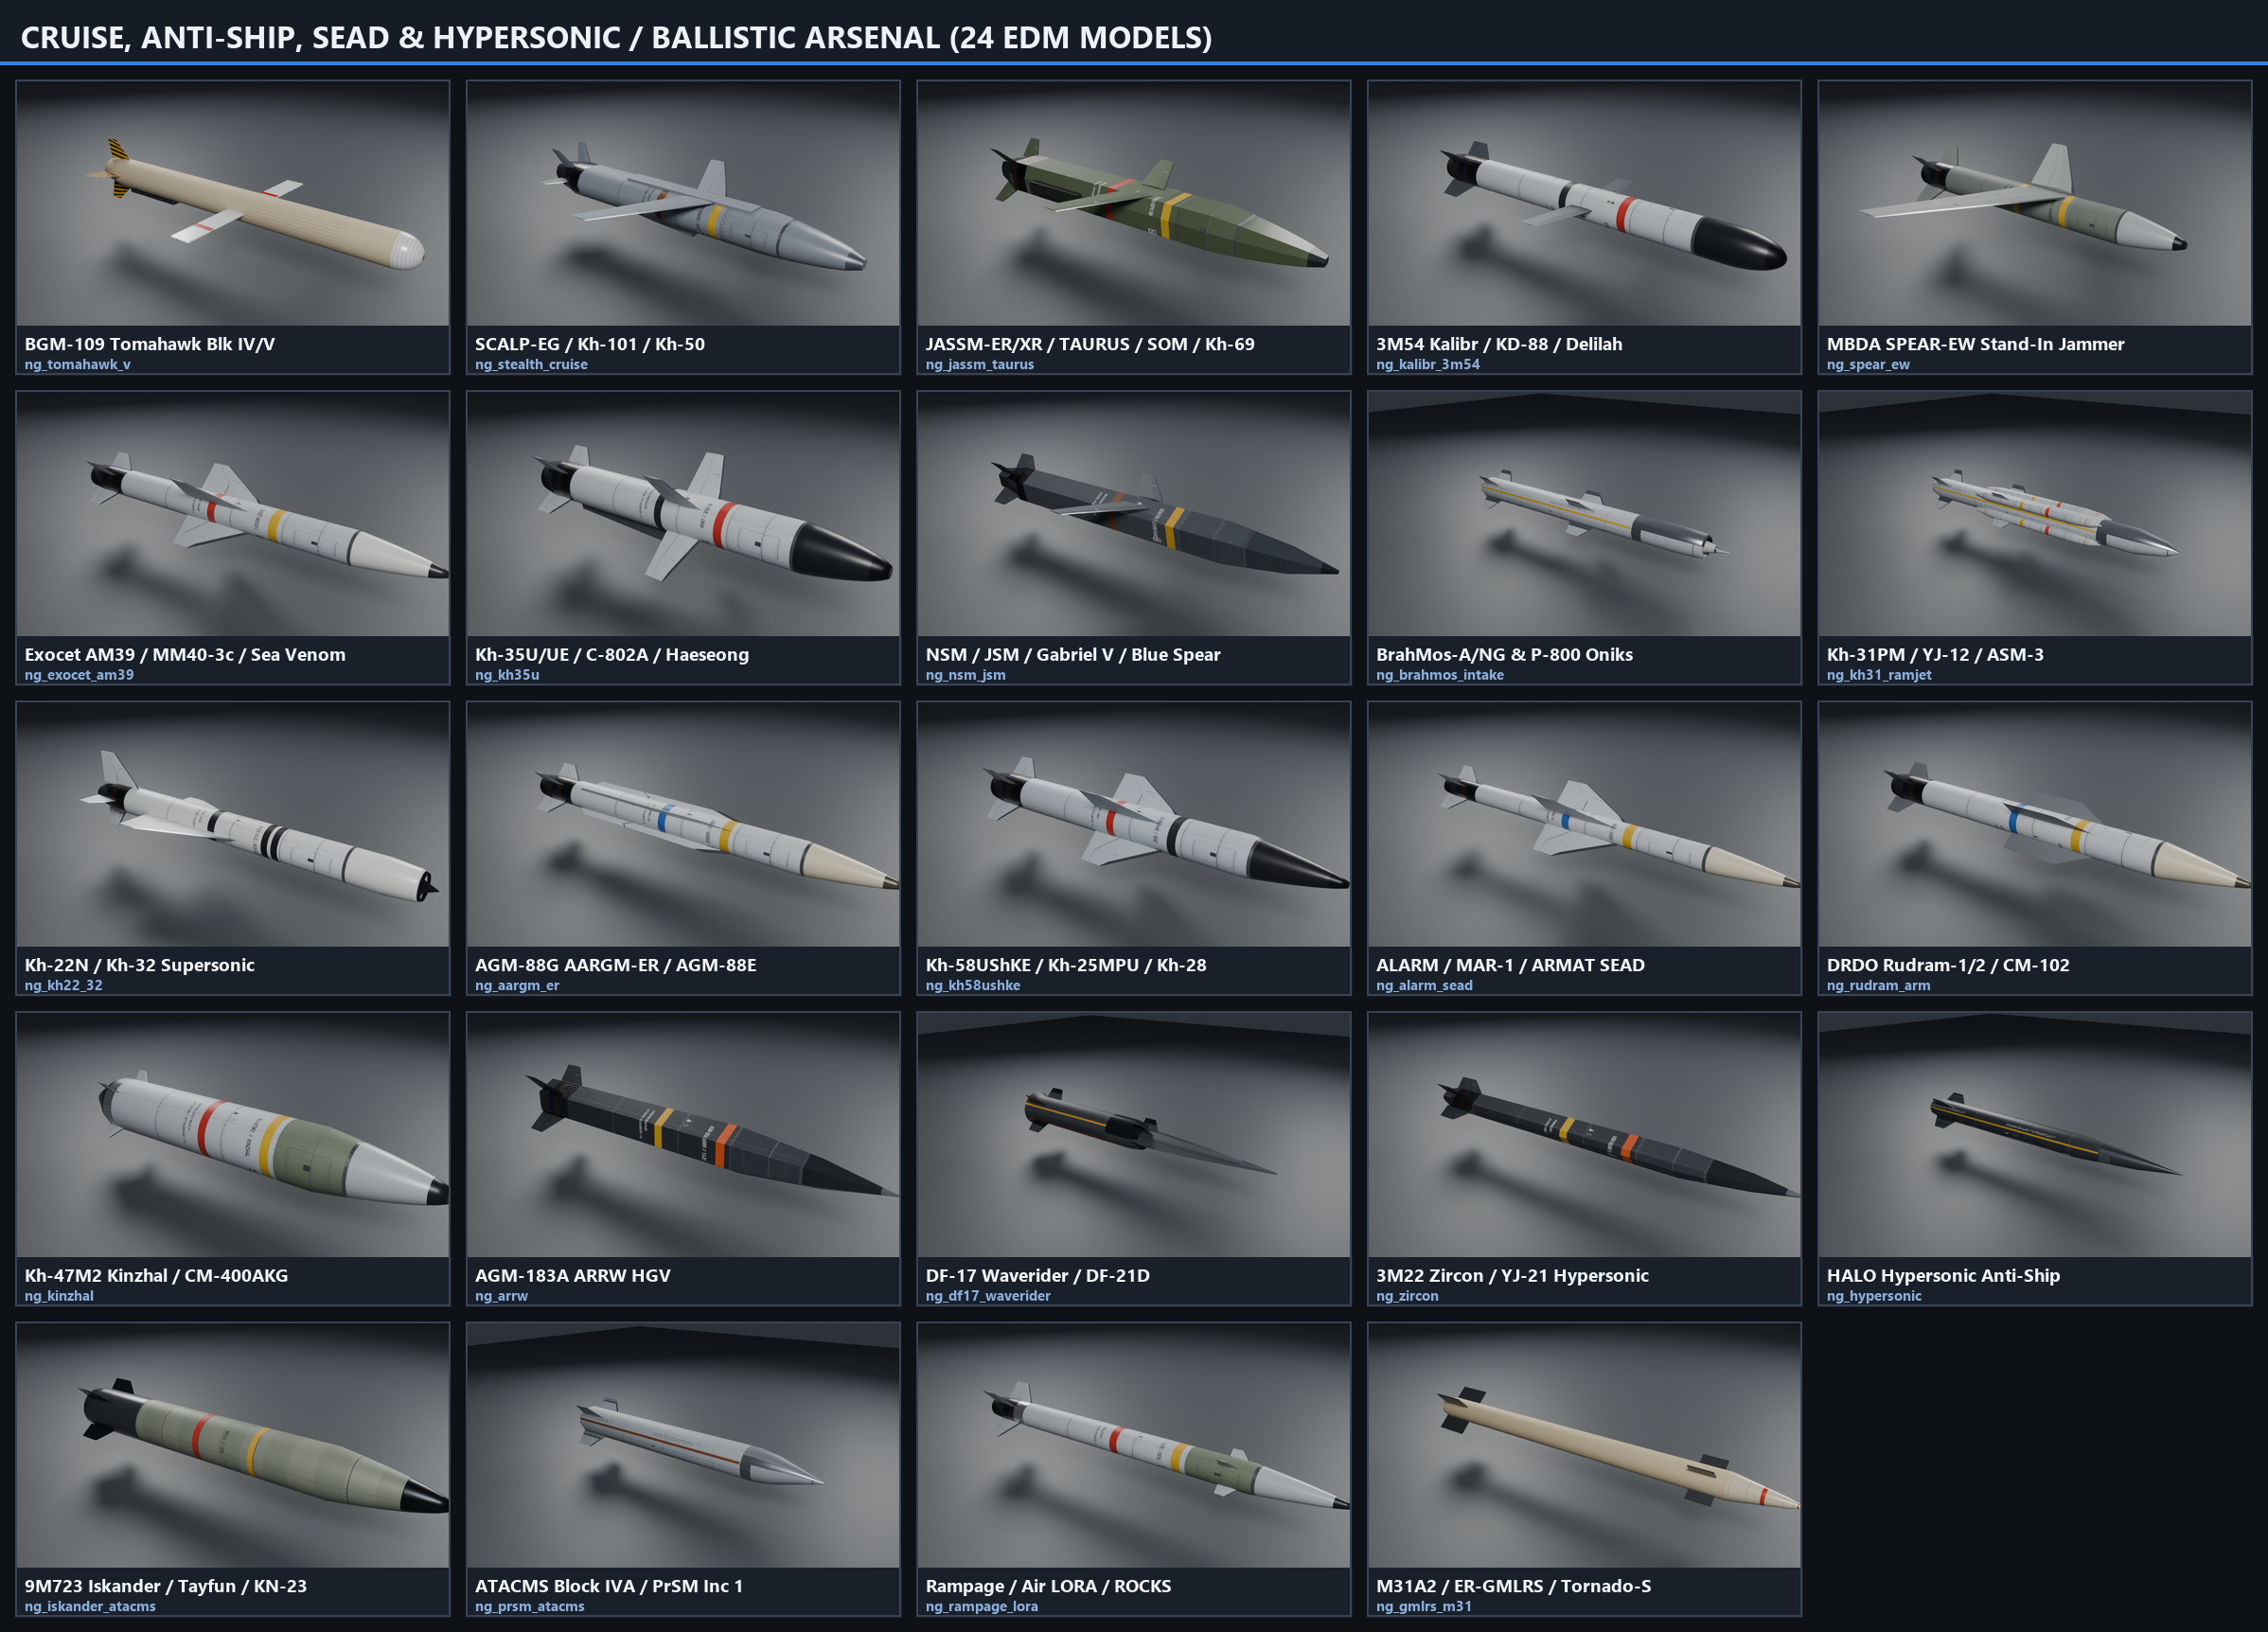 CRUISE, ANTI-SHIP, SEAD & HYPERSONIC / BALLISTIC ARSENAL (24 EDM MODELS)
BGM-109 Tomahawk Blk IV/V
ng_tomahawk_v
SCALP-EG / Kh-101 / Kh-50
ng_stealth_cruise
JASSM-ER/XR / TAURUS / SOM / Kh-69
ng_jassm_taurus
3M54 Kalibr / KD-88 / Delilah
ng_kalibr_3m54
MBDA SPEAR-EW Stand-In Jammer
ng_spear_ew
Exocet AM39 / MM40-3c / Sea Venom
ng_exocet_am39
Kh-35U/UE / C-802A / Haeseong
ng_kh35u
NSM / JSM / Gabriel V / Blue Spear
ng_nsm_jsm
BrahMos-A/NG & P-800 Oniks
ng_brahmos_intake
Kh-31PM / YJ-12 / ASM-3
ng_kh31_ramjet
Kh-22N / Kh-32 Supersonic
ng_kh22_32
AGM-88G AARGM-ER / AGM-88E
ng_aargm_er
Kh-58UShKE / Kh-25MPU / Kh-28
ng_kh58ushke
ALARM / MAR-1 / ARMAT SEAD
ng_alarm_sead
DRDO Rudram-1/2 / CM-102
ng_rudram_arm
Kh-47M2 Kinzhal / CM-400AKG
ng_kinzhal
AGM-183A ARRW HGV
ng_arrw
DF-17 Waverider / DF-21D
ng_df17_waverider
3M22 Zircon / YJ-21 Hypersonic
ng_zircon
HALO Hypersonic Anti-Ship
ng_hypersonic
9M723 Iskander / Tayfun / KN-23
ng_iskander_atacms
ATACMS Block IVA / PrSM Inc 1
ng_prsm_atacms
Rampage / Air LORA / ROCKS
ng_rampage_lora
M31A2 / ER-GMLRS / Tornado-S
ng_gmlrs_m31